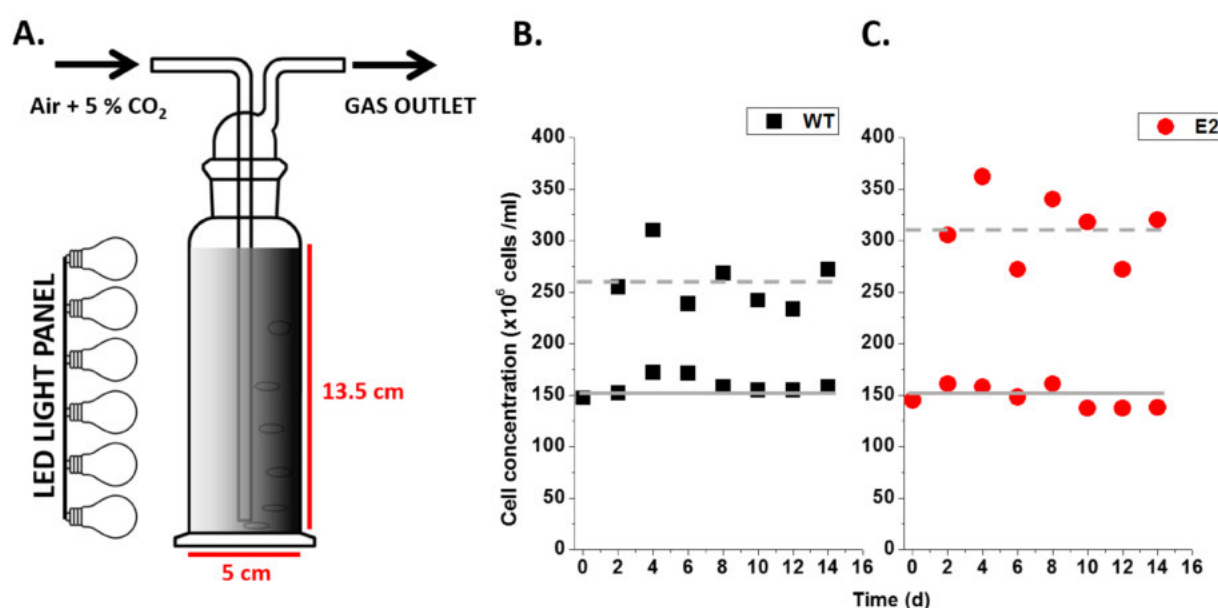 A.
Air + 5 % CO₂
GAS OUTLET
LED LIGHT PANEL
13.5 cm
5 cm
B.
WT
Cell concentration (x10⁶ cells /ml)
400
350
300
250
200
150
100
50
0
0 2 4 6 8 10 12 14 16
C.
E2
400
350
300
250
200
150
100
50
0
0 2 4 6 8 10 12 14 16
Time (d)